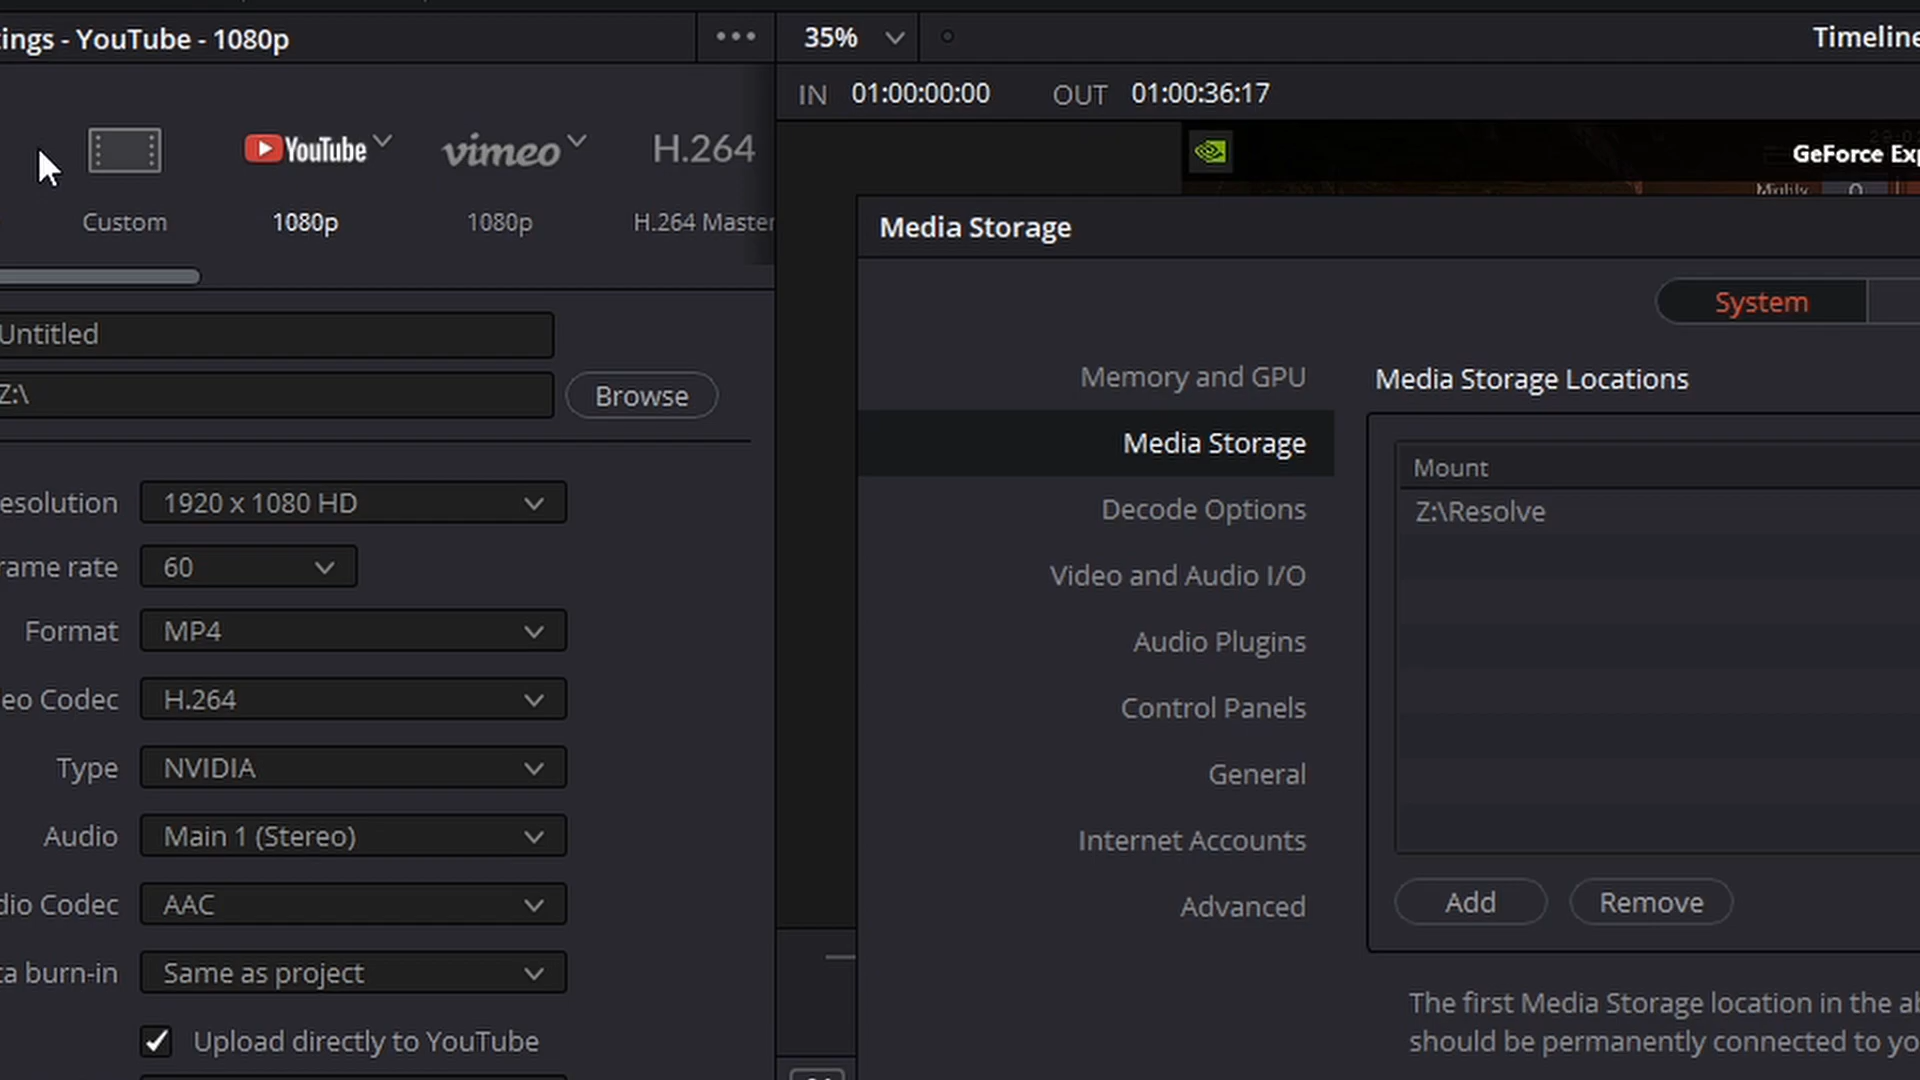 ings - YouTube - 1080p
35%
Timeline
IN 01:00:00:00 OUT 01:00:36:17
YouTube
vimeo
H.264
GeForce Exp
Custom
1080p
1080p
H.264 Master
Media Storage
System
Untitled
Z:\
Browse
Memory and GPU
Media Storage
Decode Options
Video and Audio I/O
Audio Plugins
Control Panels
General
Internet Accounts
Advanced
Media Storage Locations
Mount
Z:\Resolve
Add
Remove
The first Media Storage location in the ab
should be permanently connected to yo
esolution 1920 x 1080 HD
rame rate 60
Format MP4
eo Codec H.264
Type NVIDIA
Audio Main 1 (Stereo)
dio Codec AAC
ta burn-in Same as project
Upload directly to YouTube